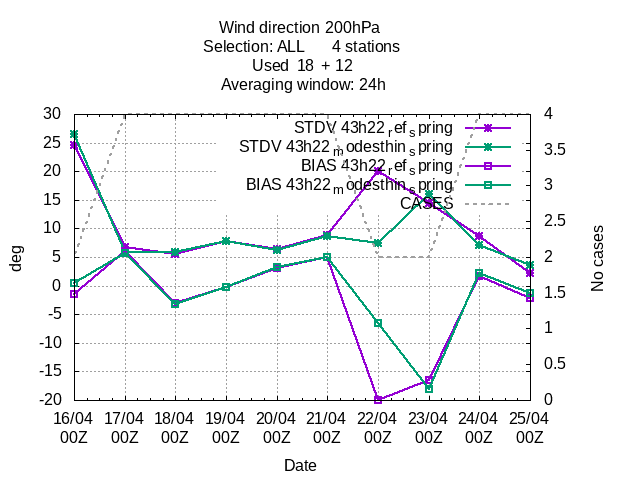 Wind direction 200hPa
Selection: ALL 4 stations
Used 18 + 12
Averaging window: 24h
STDV 43h22_ref_spring
STDV 43h22_modesthin_spring
BIAS 43h22_ref_spring
BIAS 43h22_modesthin_spring
CASES
deg
30
25
20
15
10
5
0
-5
-10
-15
-20
4
3.5
3
2.5
2
1.5
1
0.5
0
No cases
16/04 17/04 18/04 19/04 20/04 21/04 22/04 23/04 24/04 25/04
00Z 00Z 00Z 00Z 00Z 00Z 00Z 00Z 00Z 00Z
Date